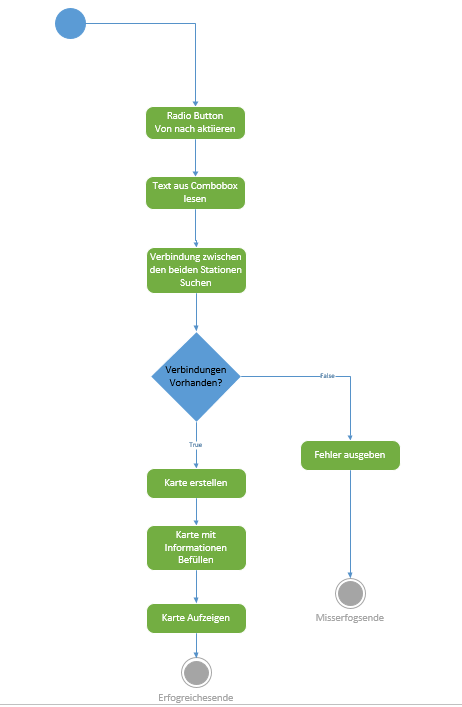 Radio Button
Von nach aktiieren
Text aus Combobox
lesen
Verbindung zwischen
den beiden Stationen
Suchen
Verbindungen
Vorhanden?
False
True
Fehler ausgeben
Karte erstellen
Karte mit
Informationen
Befüllen
Karte Aufzeigen
Misserfogsende
Erfogreichesende